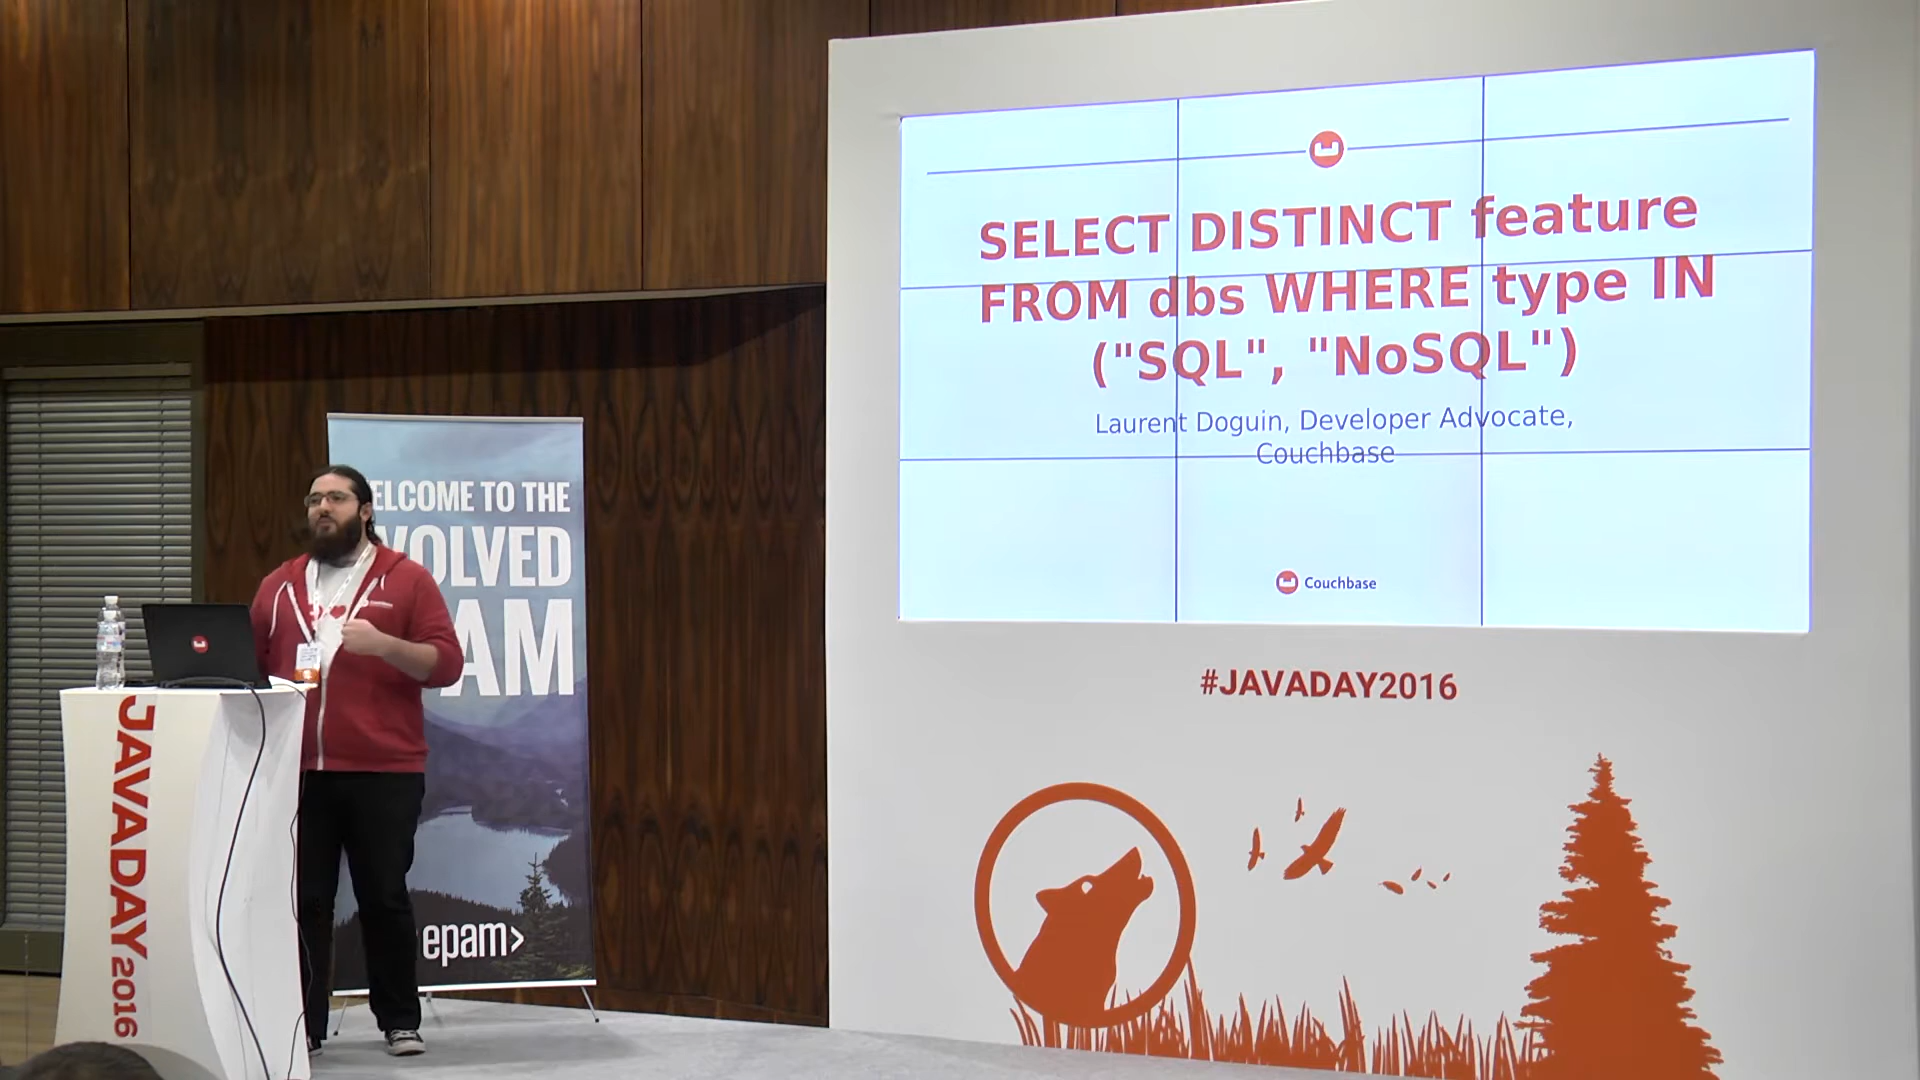 SELECT DISTINCT feature
FROM dbs WHERE type IN
("SQL", "NoSQL")
Laurent Doguin, Developer Advocate,
Couchbase
Couchbase
#JAVADAY2016
ELCOME TO THE
VOLVED
AM
epam>
JAVADAY2016